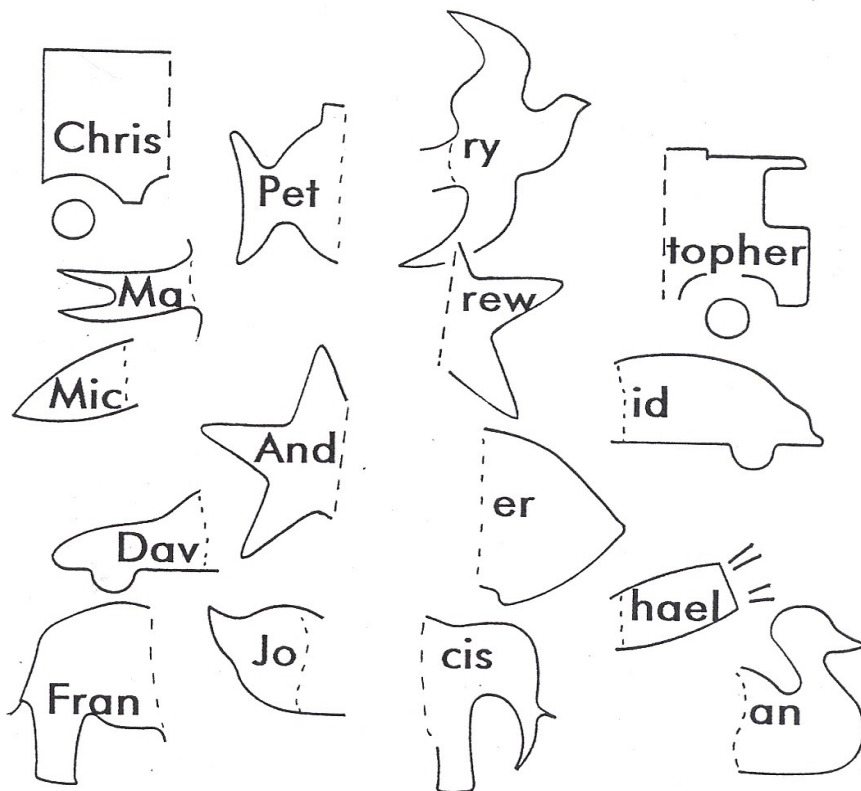 Chris
Pet
ry
topher
Ma
rew
Mic
id
And
er
Dav
hael
Jo
cis
Fran
an